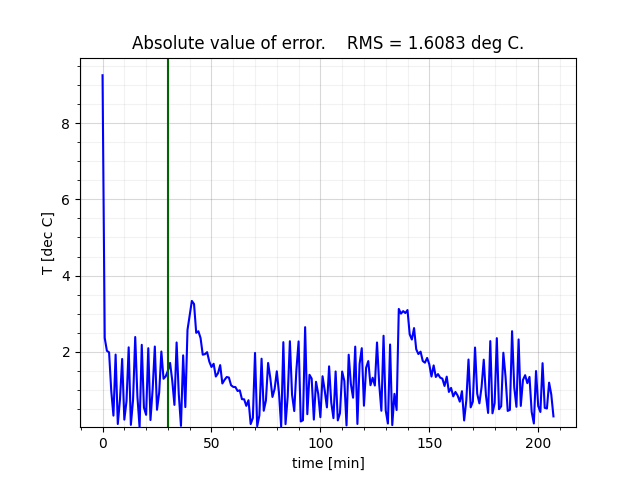 Absolute value of error.    RMS = 1.6083 deg C.
8
6
4
2
T [dec C]
0 50 100 150 200
time [min]